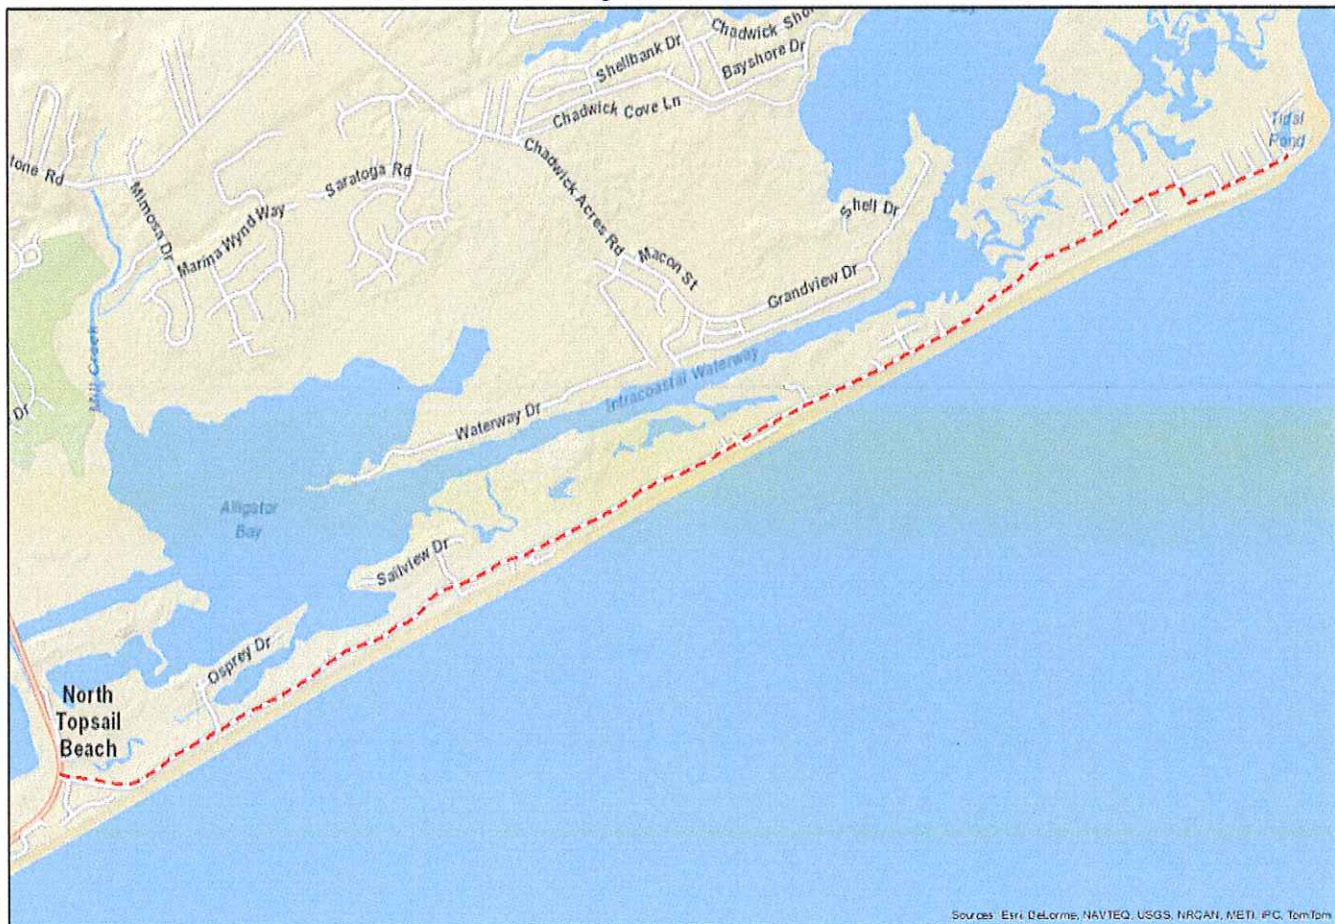 Chadwick Shor
Shellbank Dr
Bayshore Dr
Chadwick Cove Ln
Tidal
Pond
tone Rd
Saratoga Rd
Mimosa Dr
Marina Wynd Way
Chadwick Acres Rd
Shell Dr
Macon St
Grandview Dr
Mill Creek
Dr
Intracoastal Waterway
Waterway Dr
Alligator
Bay
Sailview Dr
Osprey Dr
North
Topsail
Beach
Sources: Esri, DeLorme, NAVTEQ, USGS, NRCAN, METI, iPC, TomTom